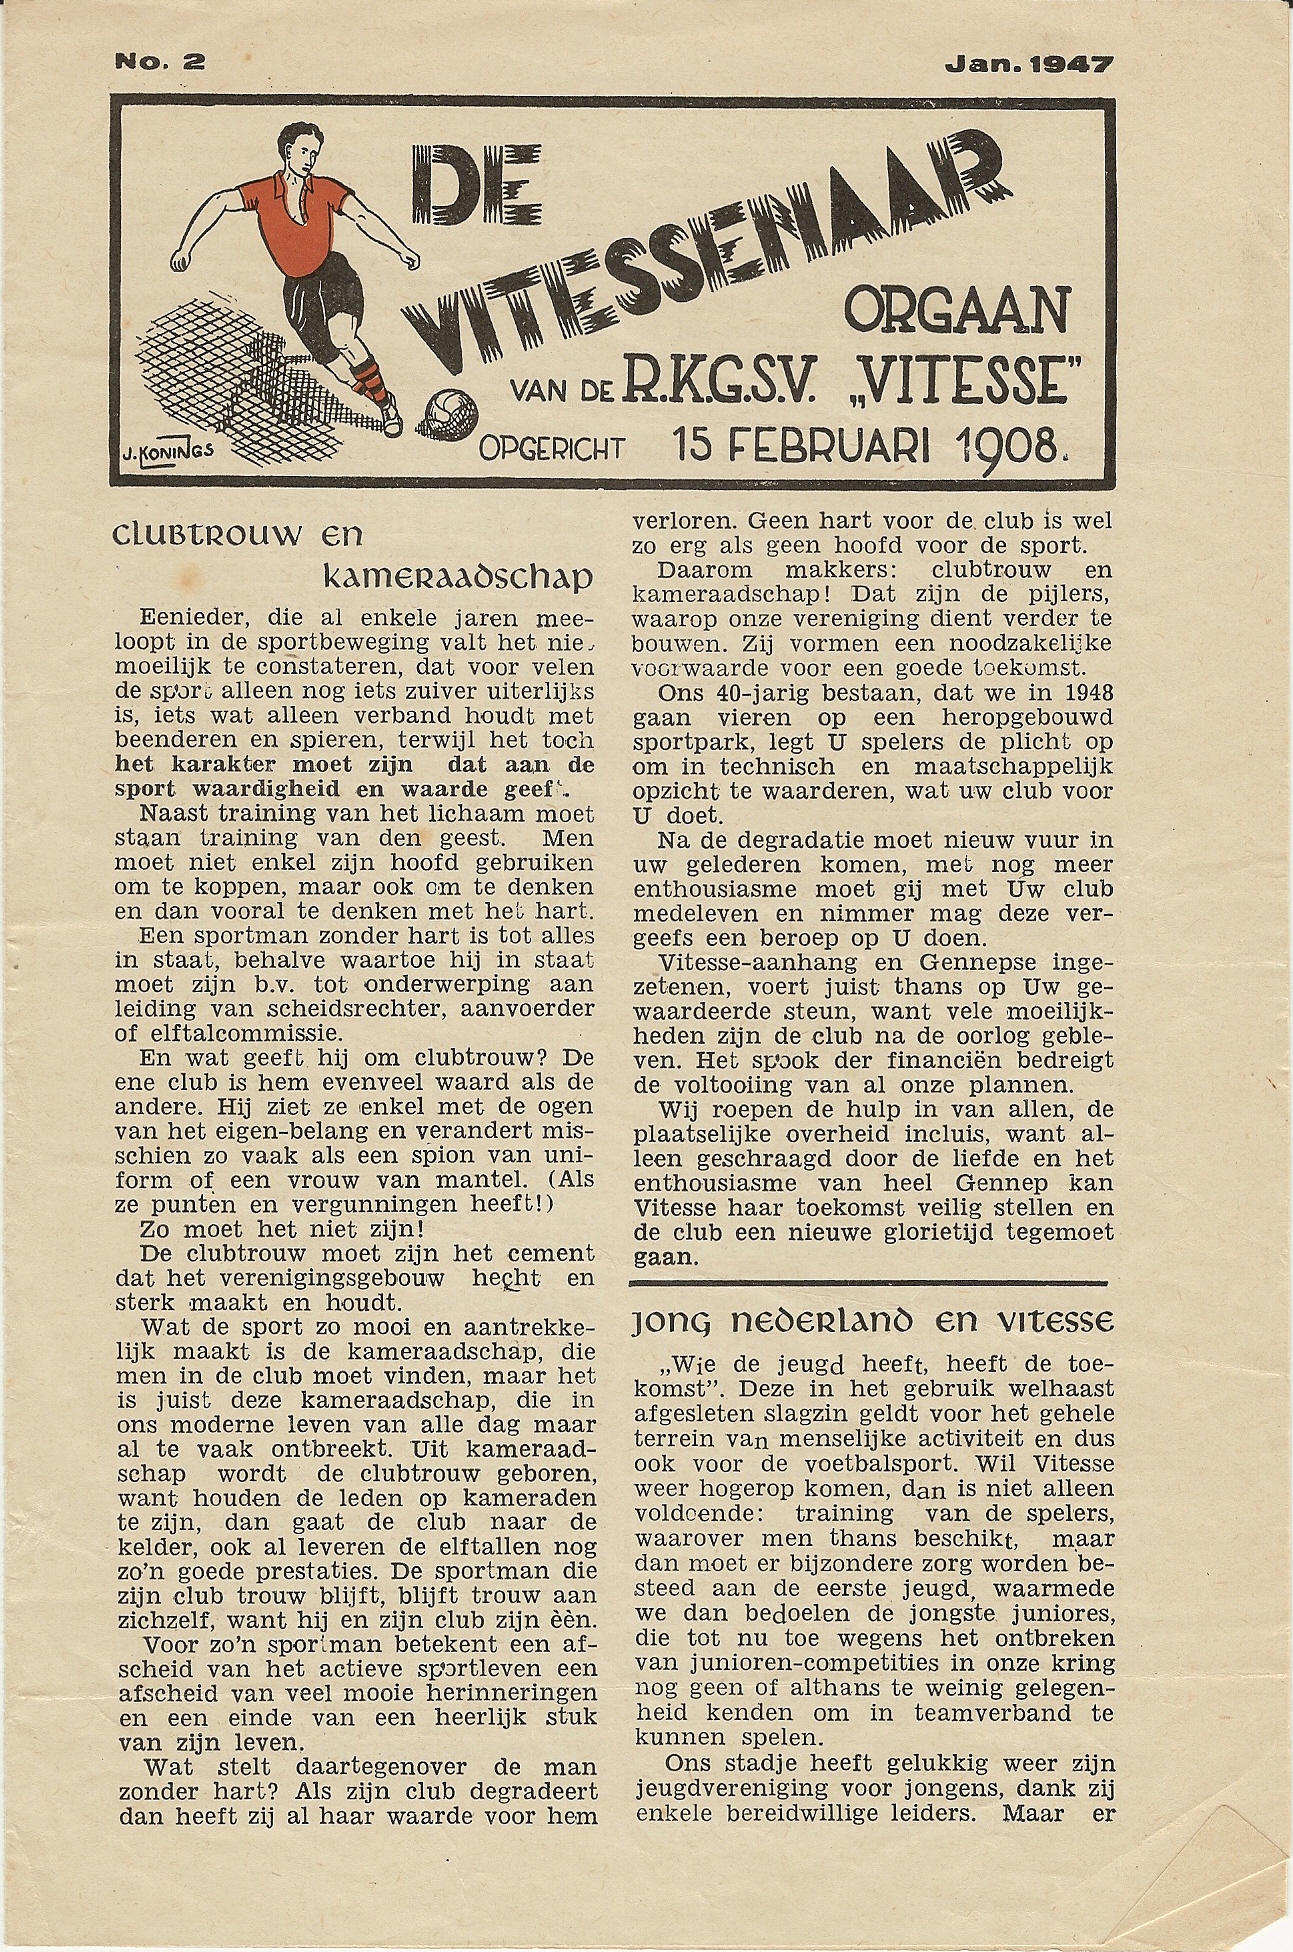 No. 2
Jan. 1947
DE
VITESSENAAR
ORGAAN
VAN DE R.K.G.S.V. „VITESSE”
OPGERICHT 15 FEBRUARI 1908.
J. KONINGS
Clubtrouw en
kameraadschap
Eenieder, die al enkele jaren mee-
loopt in de sportbeweging valt het nie
moeilijk te constateren, dat voor velen
de sport alleen nog iets zuiver uiterlijks
is, iets wat alleen verband houdt met
beenderen en spieren, terwijl het toch
het karakter moet zijn dat aan de
sport waardigheid en waarde geeft.
Naast training van het lichaam moet
staan training van den geest. Men
moet niet enkel zijn hoofd gebruiken
om te koppen, maar ook om te denken
en dan vooral te denken met het hart.
Een sportman zonder hart is tot alles
in staat, behalve waartoe hij in staat
moet zijn b.v. tot onderwerping aan
leiding van scheidsrechter, aanvoerder
of elftalcommissie.
En wat geeft hij om clubtrouw? De
ene club is hem evenveel waard als de
andere. Hij ziet ze enkel met de ogen
van het eigen-belang en verandert mis-
schien zo vaak als een spion van uni-
form of een vrouw van mantel. (Als
ze punten en vergunningen heeft!)
Zo moet het niet zijn!
De clubtrouw moet zijn het cement
dat het verenigingsgebouw hecht en
sterk maakt en houdt.
Wat de sport zo mooi en aantrekke-
lijk maakt is de kameraadschap, die
men in de club moet vinden, maar het
is juist deze kameraadschap, die in
ons moderne leven van alle dag maar
al te vaak ontbreekt. Uit kameraad-
schap wordt de clubtrouw geboren,
want houden de leden op kameraden
te zijn, dan gaat de club naar de
kelder, ook al leveren de elftallen nog
zo'n goede prestaties. De sportman die
zijn club trouw blijft, blijft trouw aan
zichzelf, want hij en zijn club zijn èèn.
Voor zo'n sportman betekent een af-
scheid van het actieve sportleven een
afscheid van veel mooie herinneringen
en een einde van een heerlijk stuk
van zijn leven.
Wat stelt daartegenover de man
zonder hart? Als zijn club degradeert
dan heeft zij al haar waarde voor hem
verloren. Geen hart voor de club is wel
zo erg als geen hoofd voor de sport.
Daarom makkers: clubtrouw en
kameraadschap! Dat zijn de pijlers,
waarop onze vereniging dient verder te
bouwen. Zij vormen een noodzakelijke
voorwaarde voor een goede toekomst.
Ons 40-jarig bestaan, dat we in 1948
gaan vieren op een heropgebouwd
sportpark, legt U spelers de plicht op
om in technisch en maatschappelijk
opzicht te waarderen, wat uw club voor
U doet.
Na de degradatie moet nieuw vuur in
uw gelederen komen, met nog meer
enthousiasme moet gij met Uw club
medeleven en nimmer mag deze ver-
geefs een beroep op U doen.
Vitesse-aanhang en Gennepse inge-
zetenen, voert juist thans op Uw ge-
waardeerde steun, want vele moeilijk-
heden zijn de club na de oorlog geble-
ven. Het spook der financiën bedreigt
de voltooiing van al onze plannen.
Wij roepen de hulp in van allen, de
plaatselijke overheid incluis, want al-
leen geschraagd door de liefde en het
enthousiasme van heel Gennep kan
Vitesse haar toekomst veilig stellen en
de club een nieuwe glorietijd tegemoet
gaan.
Jong Nederland en Vitesse
„Wie de jeugd heeft, heeft de toe-
komst”. Deze in het gebruik welhaast
afgesleten slagzin geldt voor het gehele
terrein van menselijke activiteit en dus
ook voor de voetbalsport. Wil Vitesse
weer hogerop komen, dan is niet alleen
voldoende: training van de spelers,
waarover men thans beschikt, maar
dan moet er bijzondere zorg worden be-
steed aan de eerste jeugd, waarmede
we dan bedoelen de jongste juniores,
die tot nu toe wegens het ontbreken
van junioren-competities in onze kring
nog geen of althans te weinig gelegen-
heid kenden om in teamverband te
kunnen spelen.
Ons stadje heeft gelukkig weer zijn
jeugdvereniging voor jongens, dank zij
enkele bereidwillige leiders. Maar er